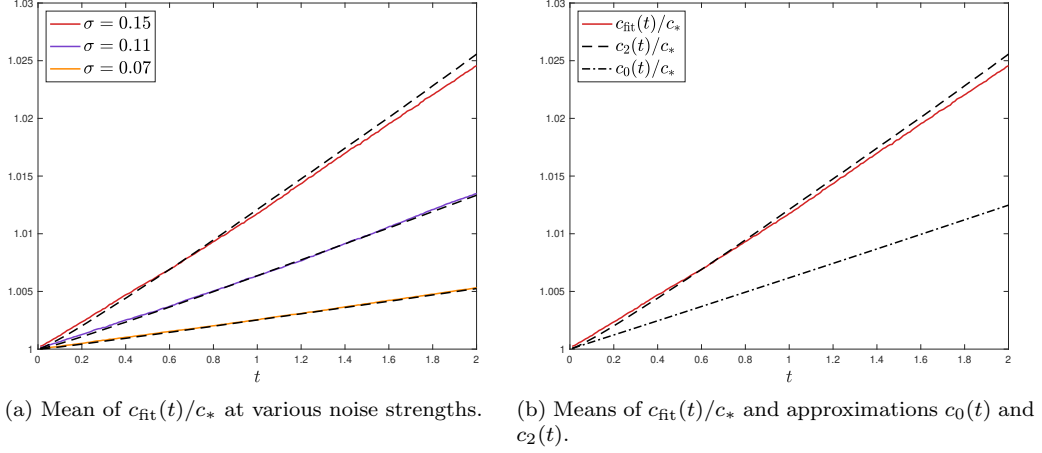 1.03
1.025
1.02
1.015
1.01
1.005
1
0 0.2 0.4 0.6 0.8 1 1.2 1.4 1.6 1.8 2
t
σ = 0.15
σ = 0.11
σ = 0.07
(a) Mean of c_fit(t)/c_* at various noise strengths.
1.03
1.025
1.02
1.015
1.01
1.005
1
0 0.2 0.4 0.6 0.8 1 1.2 1.4 1.6 1.8 2
t
c_fit(t)/c_*
c_2(t)/c_*
c_0(t)/c_*
(b) Means of c_fit(t)/c_* and approximations c_0(t) and
c_2(t).